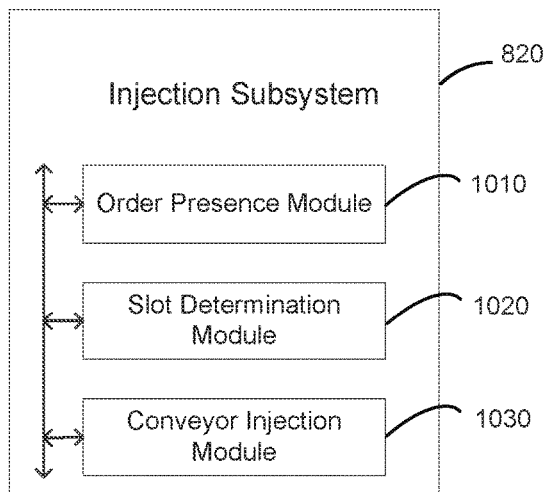 820
Injection Subsystem
Order Presence Module
1010
Slot Determination
Module
1020
Conveyor Injection
Module
1030